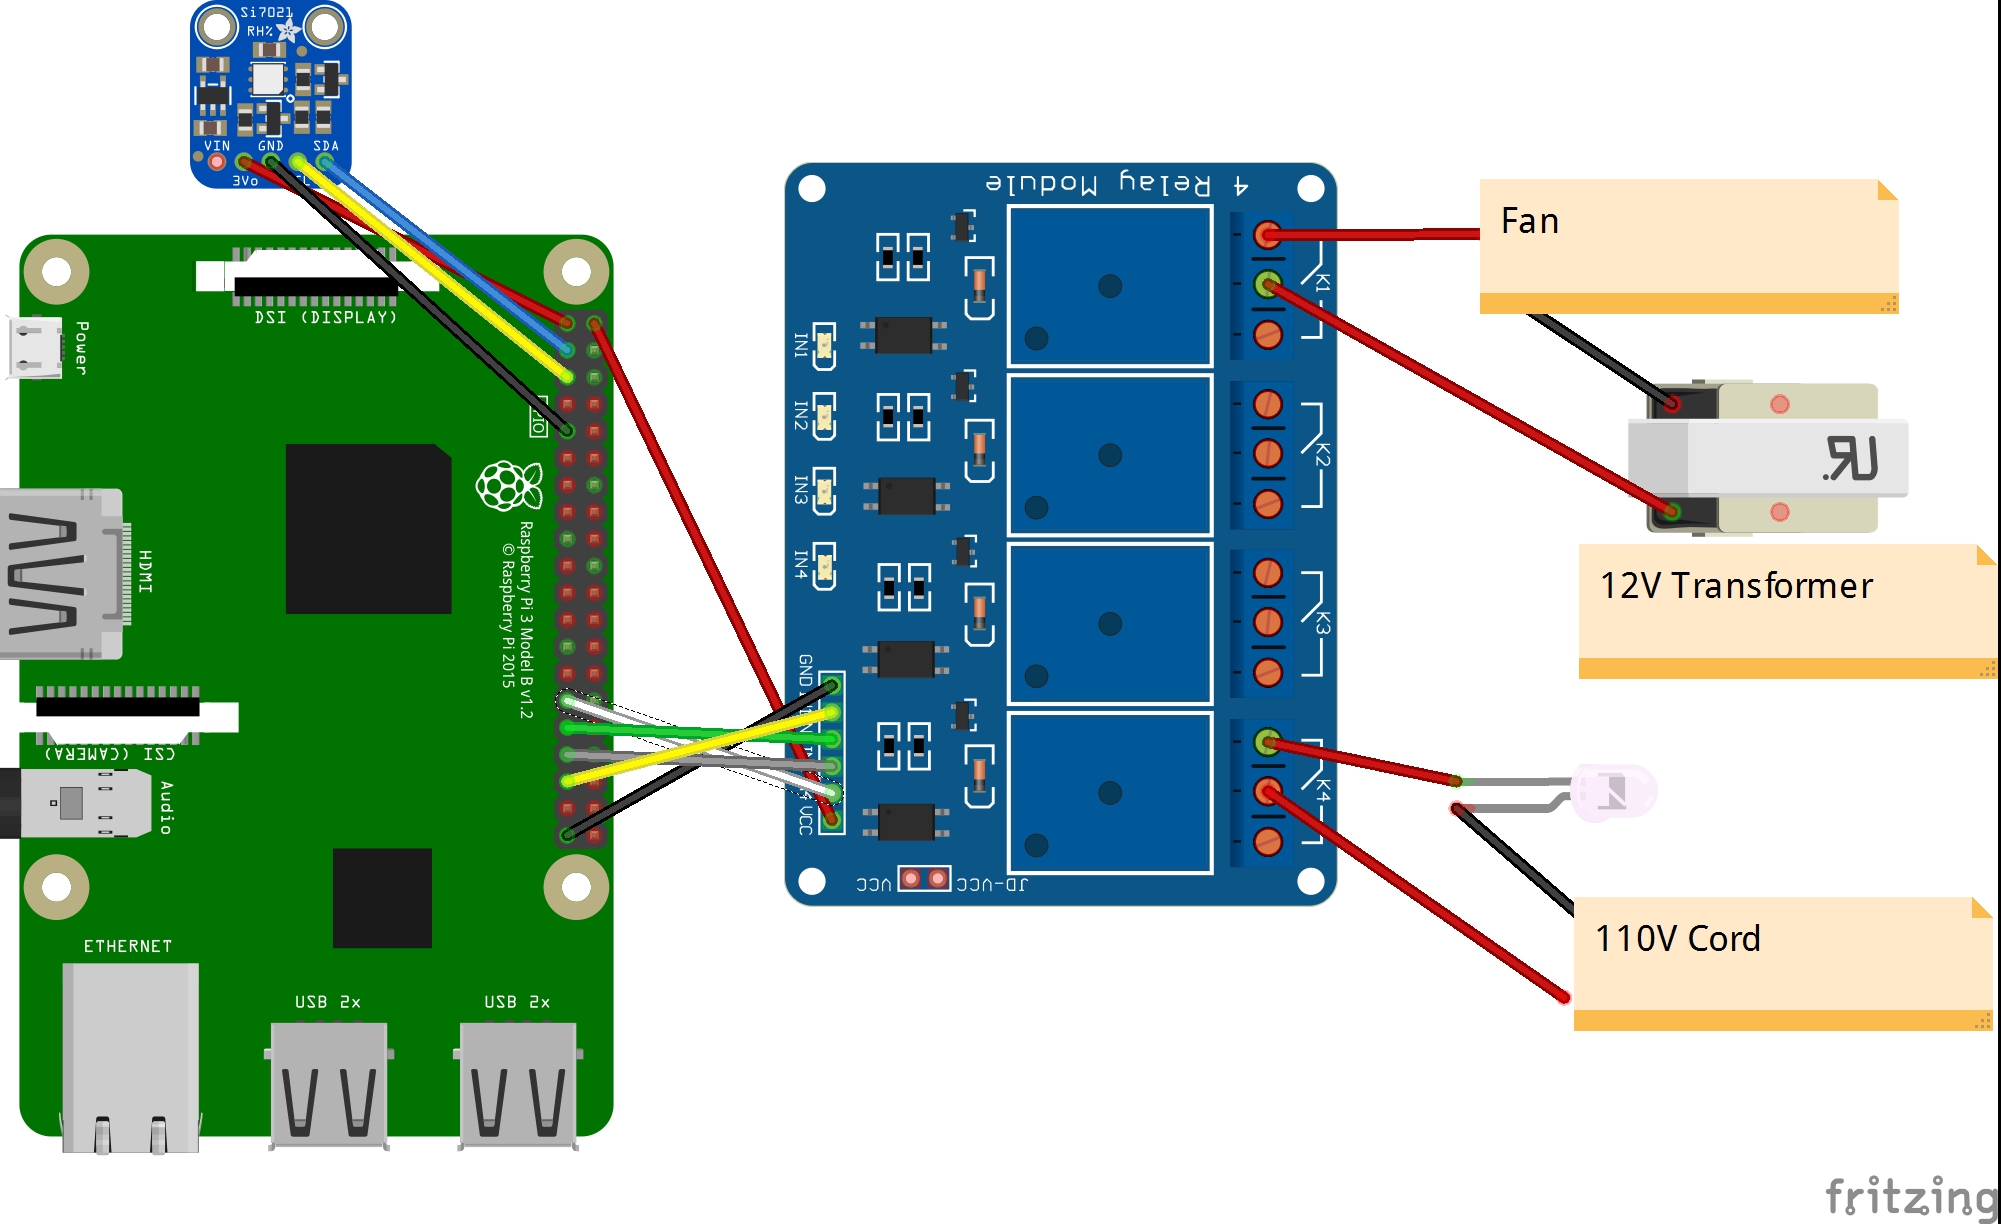 Si7021
RH%
VIN
GND
SDA
3Vo
Power
DSI (DISPLAY)
HDMI
Raspberry Pi 3 Model B v1.2
© Raspberry Pi 2015
CSI (CAMERA)
Audio
ETHERNET
USB 2x
USB 2x
4 Relay Module
IN1
IN2
IN3
IN4
GND
VCC
VCC
JD-VCC
K1
K2
K3
K4
Fan
12V Transformer
110V Cord
fritzing